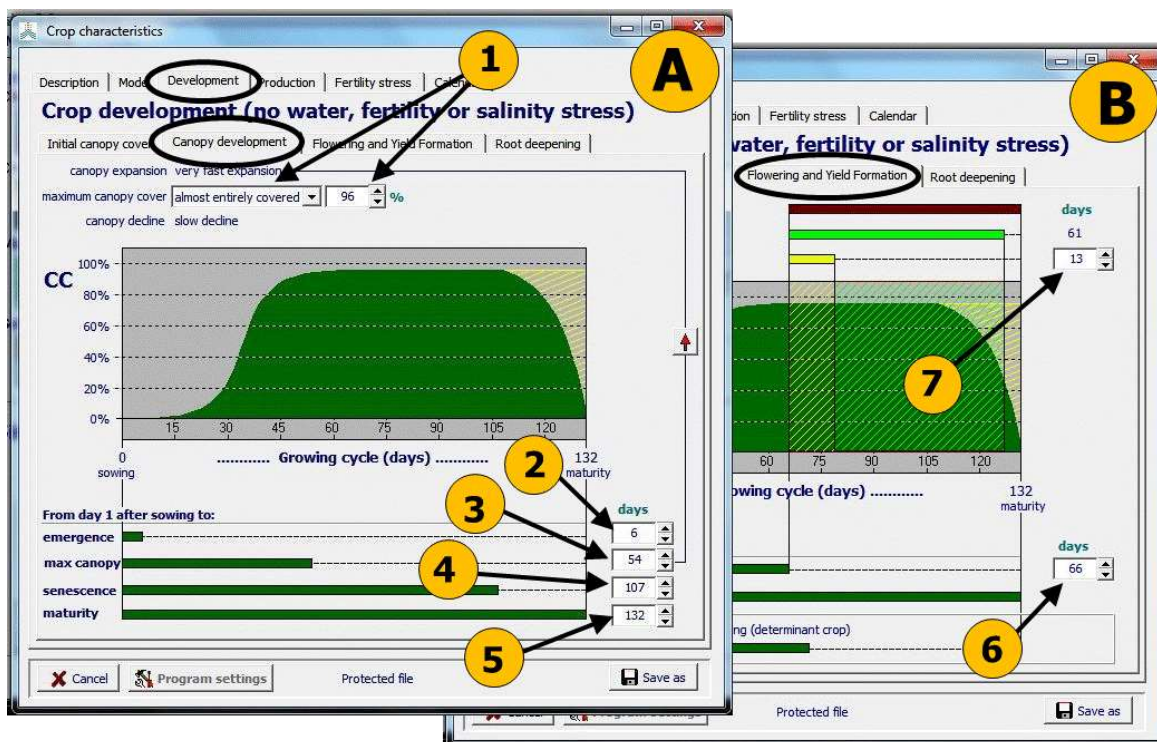 Crop characteristics
A
1
Description Mode Development Production Fertility stress Calen
Crop development (no water, fertility or salinity stress)
Initial canopy cover Canopy development Flowering and Yield Formation Root deepening
canopy expansion very fast expansion
maximum canopy cover almost entirely covered 96 %
canopy decline slow decline
CC
100%
80%
60%
40%
20%
0%
15 30 45 60 75 90 105 120
0 ............ Growing cycle (days) ........... 132
sowing maturity
2
3
4
5
From day 1 after sowing to: days
emergence 6
max canopy 54
senescence 107
maturity 132
Cancel Program settings Protected file Save as
B
Fertility stress Calendar
water, fertility or salinity stress)
Flowering and Yield Formation Root deepening
days
61
13
7
60 75 90 105 120
owing cycle (days) ............ 132
maturity
days
66
6
ng (determinant crop)
Protected file Save as